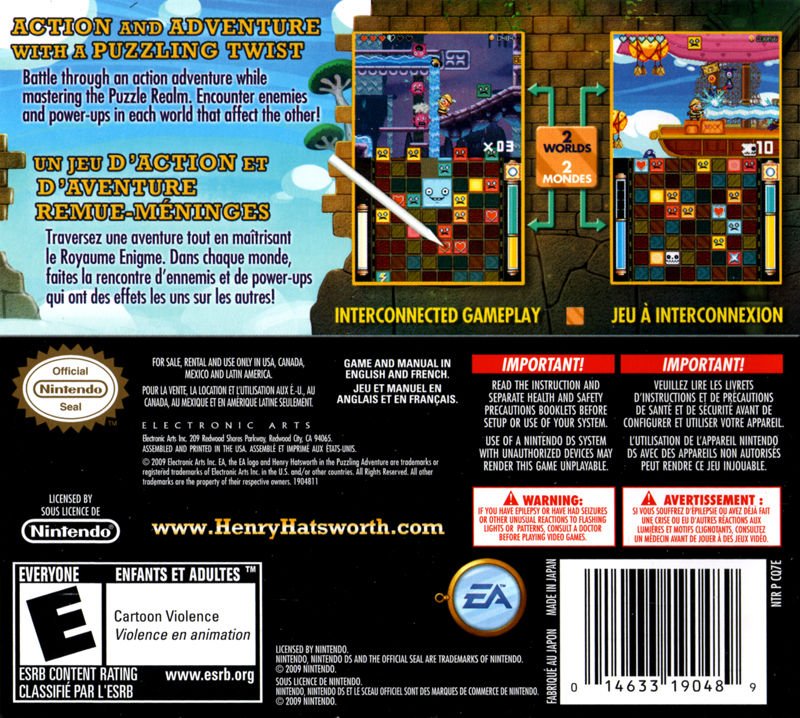 ACTION AND ADVENTURE
WITH A PUZZLING TWIST
Battle through an action adventure while
mastering the Puzzle Realm. Encounter enemies
and power-ups in each world that affect the other!
UN JEU D'ACTION ET
D'AVENTURE
REMUE-MÉNINGES
Traversez une aventure tout en maîtrisant
le Royaume Enigme. Dans chaque monde,
faites la rencontre d'ennemis et de power-ups
qui ont des effets les uns sur les autres!
x03
2
WORLDS
2
MONDES
x10
INTERCONNECTED GAMEPLAY
JEU À INTERCONNEXION
Official
Nintendo
Seal
TM
FOR SALE, RENTAL AND USE ONLY IN USA, CANADA,
MEXICO AND LATIN AMERICA.
POUR LA VENTE, LA LOCATION ET L'UTILISATION AUX É.-U., AU
CANADA, AU MEXIQUE ET EN AMERIQUE LATINE SEULEMENT.
GAME AND MANUAL IN
ENGLISH AND FRENCH.
JEU ET MANUEL EN
ANGLAIS ET EN FRANÇAIS.
ELECTRONIC ARTS
Electronic Arts Inc. 209 Redwood Shores Parkway, Redwood City, CA 94065.
ASSEMBLED AND PRINTED IN THE USA. ASSEMBLÉ ET IMPRIMÉ AUX ÉTATS-UNIS.
© 2009 Electronic Arts Inc. EA, the EA logo and Henry Hatsworth in the Puzzling Adventure are trademarks or
registered trademarks of Electronic Arts Inc. in the U.S. and/or other countries. All Rights Reserved. All other
trademarks are the property of their respective owners. 1904811
IMPORTANT!
READ THE INSTRUCTION AND
SEPARATE HEALTH AND SAFETY
PRECAUTIONS BOOKLETS BEFORE
SETUP OR USE OF YOUR SYSTEM.
USE OF A NINTENDO DS SYSTEM
WITH UNAUTHORIZED DEVICES MAY
RENDER THIS GAME UNPLAYABLE.
IMPORTANT!
VEUILLEZ LIRE LES LIVRETS
D'INSTRUCTIONS ET DE PRÉCAUTIONS
DE SANTÉ ET DE SÉCURITÉ AVANT DE
CONFIGURER ET UTILISER VOTRE APPAREIL.
L'UTILISATION DE L'APPAREIL NINTENDO
DS AVEC DES APPAREILS NON AUTORISÉS
PEUT RENDRE CE JEU INJOUABLE.
LICENSED BY
SOUS LICENCE DE
Nintendo
www.HenryHatsworth.com
WARNING:
IF YOU HAVE EPILEPSY OR HAVE HAD SEIZURES
OR OTHER UNUSUAL REACTIONS TO FLASHING
LIGHTS OR PATTERNS, CONSULT A DOCTOR
BEFORE PLAYING VIDEO GAMES.
AVERTISSEMENT :
SI VOUS SOUFFREZ D'ÉPILEPSIE OU AVEZ DÉJÀ FAIT
UNE CRISE OU EU D'AUTRES RÉACTIONS AUX
LUMIÈRES ET MOTIFS CLIGNOTANTS, CONSULTEZ
UN MÉDECIN AVANT DE JOUER À DES JEUX VIDÉO.
EVERYONE
ENFANTS ET ADULTES ™
E
Cartoon Violence
Violence en animation
ESRB CONTENT RATING
www.esrb.org
CLASSIFIÉ PAR L'ESRB
EA
LICENSED BY NINTENDO.
NINTENDO, NINTENDO DS AND THE OFFICIAL SEAL ARE TRADEMARKS OF NINTENDO.
© 2009 NINTENDO.
SOUS LICENCE DE NINTENDO.
NINTENDO, NINTENDO DS ET LE SCEAU OFFICIEL SONT DES MARQUES DE COMMERCE DE NINTENDO.
© 2009 NINTENDO.
FABRIQUÉ AU JAPON MADE IN JAPAN
0 14633 19048 9
NTR P CQ7E